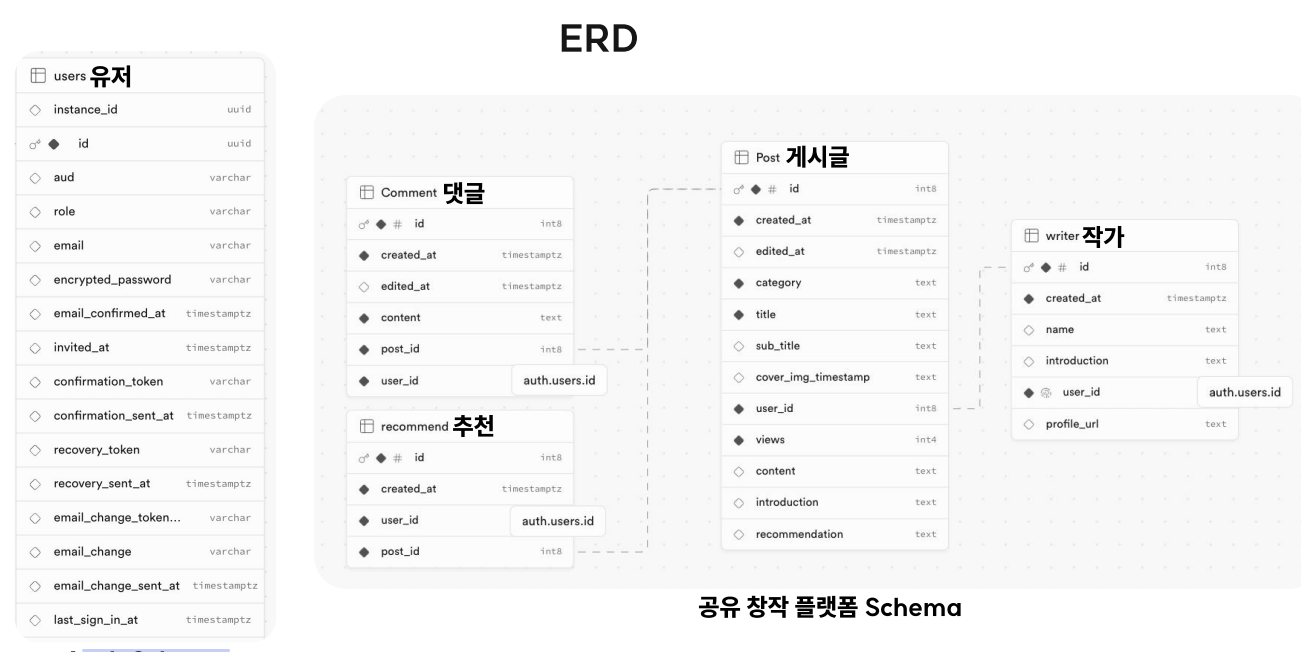 ERD
users 유저
instance_id uuid
id uuid
aud varchar
role varchar
email varchar
encrypted_password varchar
email_confirmed_at timestamptz
invited_at timestamptz
confirmation_token varchar
confirmation_sent_at timestamptz
recovery_token varchar
recovery_sent_at timestamptz
email_change_token... varchar
email_change varchar
email_change_sent_at timestamptz
last_sign_in_at timestamptz
Comment 댓글
# id int8
created_at timestamptz
edited_at timestamptz
content text
post_id int8
user_id auth.users.id
recommend 추천
# id int8
created_at timestamptz
user_id auth.users.id
post_id int8
Post 게시글
# id int8
created_at timestamptz
edited_at timestamptz
category text
title text
sub_title text
cover_img_timestamp text
user_id int8
views int4
content text
introduction text
recommendation text
writer 작가
# id int8
created_at timestamptz
name text
introduction text
user_id auth.users.id
profile_url text
공유 창작 플랫폼 Schema